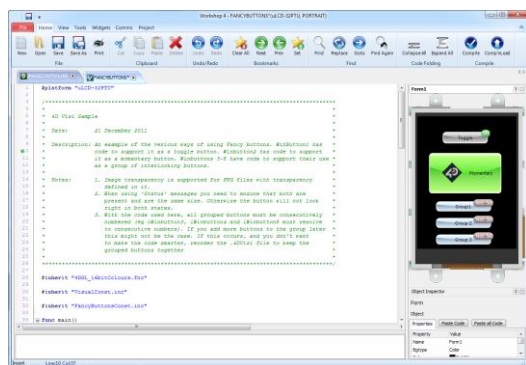 Workshop 4 - FANCYBUTTONS*(uLCD-32PTU, PORTRAIT)
File Home View Tools Widgets Comms Project
New Open Save Save As Print Cut Copy Paste Delete Undo Redo Clear All Next Prev Set Find Replace Goto Find Again Collapse All Expand All Compile CompileLoad
File Clipboard Undo/Redo Bookmarks Find Code Folding Compile
FANCYBUTTONS*
#platform "uLCD-32PTU"
4D ViSi Sample
Date: 21 December 2011
Description: An example of the various ways of using Fancy buttons. WinButton1 has
code to support it as a toggle button. Winbutton2 has code to support
it as a momentary button. Winbuttons 3-5 have code to support their use
as a group of interlocking buttons.
Notes: 1. Image transparency is supported for PNG files with transparency
defined in it.
2. When using 'Status' messages you need to ensure that both are
present and are the same size. Otherwise the button will not look
right in both states.
3. With the code used here, all grouped buttons must be consecutively
numbered (eg iWinbutton3, iWinbutton4 and iWinbutton5 must
to consecutive numbers). If you add more buttons to the group later
this might not be the case. If this occurs, and you don't want
to make the code smarter, reorder the .4DViSi file to keep the
grouped buttons together
#inherit "4DGL_16bitColours.fnc"
#inherit "VisualConst.inc"
#inherit "FancyButtonsConst.inc"
func main()
Form1
Toggle
4D Momentary
Group 1
Group 2
Group 3
Object Inspector
Form
Object
Properties Paste Code Paste all Code
Property Value
Name Form1
Bgtype Color
Insert